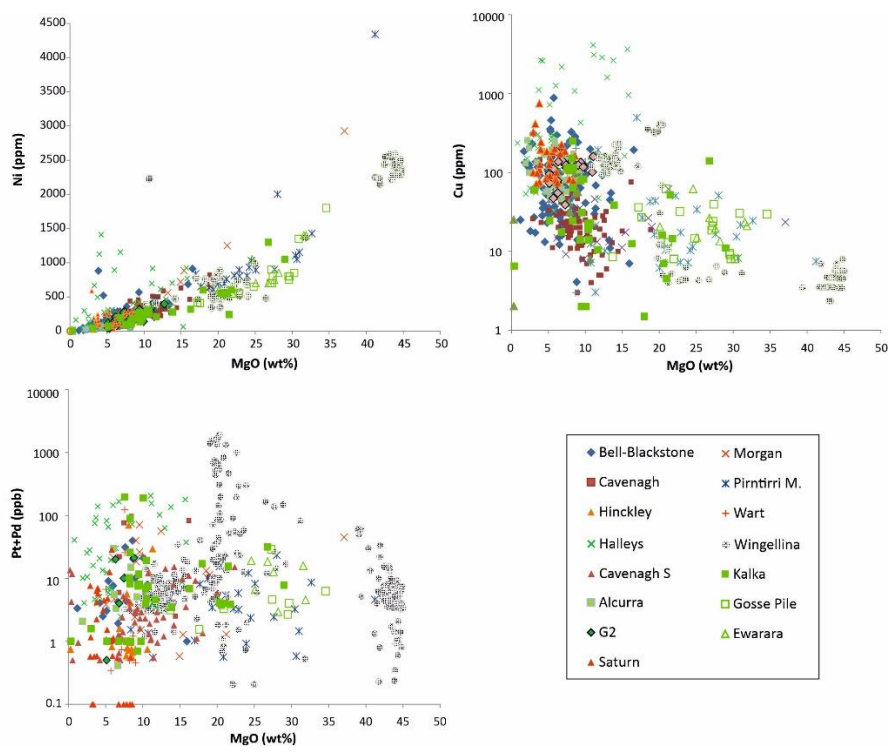 4500
4000
3500
3000
2500
2000
1500
1000
500
0
Ni (ppm)
0 5 10 15 20 25 30 35 40 45 50
MgO (wt%)
10000
1000
100
10
1
Cu (ppm)
0 5 10 15 20 25 30 35 40 45 50
MgO (wt%)
10000
1000
100
10
1
0.1
Pt+Pd (ppb)
0 5 10 15 20 25 30 35 40 45 50
MgO (wt%)
Bell-Blackstone Morgan
Cavenagh Pirntirri M.
Hinckley Wart
Halleys Wingellina
Cavenagh S Kalka
Alcurra Gosse Pile
G2 Ewarara
Saturn